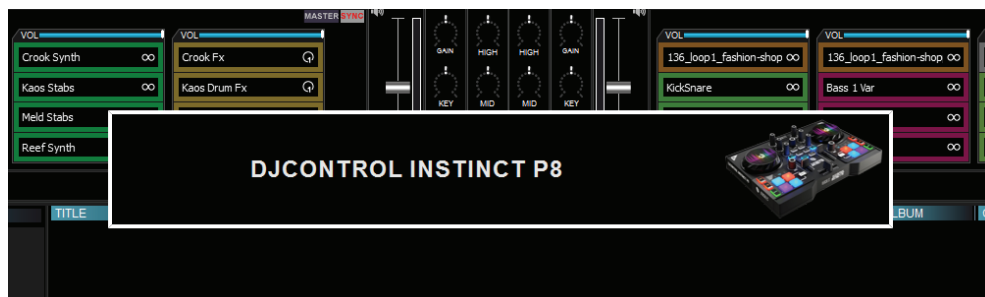 MASTER SYNC
VOL VOL VOL VOL
GAIN HIGH HIGH GAIN
Crook Synth Crook Fx 136_loop1_fashion-shop 136_loop1_fashion-shop
Kaos Stabs Kaos Drum Fx KickSnare Bass 1 Var
KEY MID MID KEY
Meld Stabs
Reef Synth
DJCONTROL INSTINCT P8
TITLE